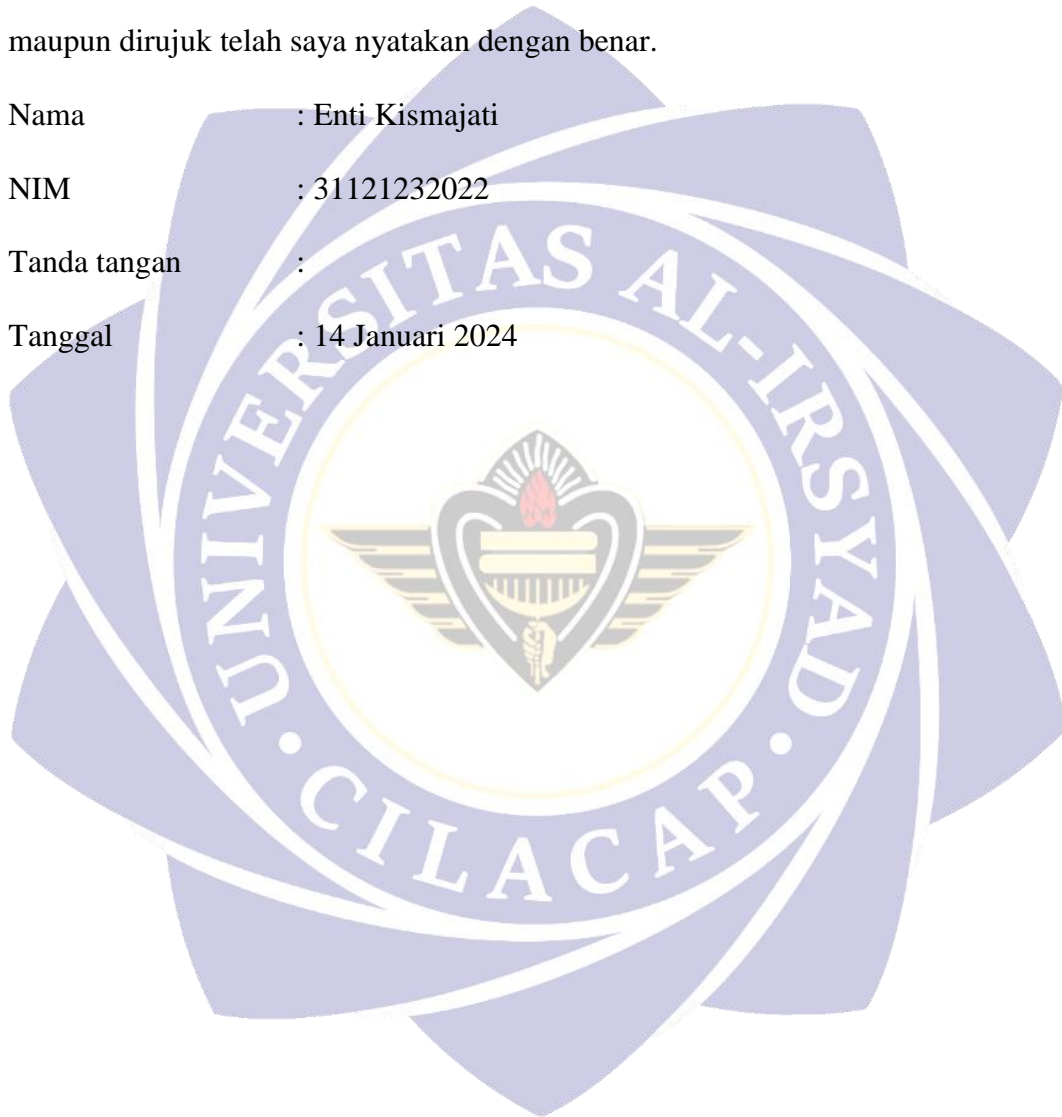 maupun dirujuk telah saya nyatakan dengan benar.
Nama : Enti Kismajati
NIM : 31121232022
Tanda tangan :
Tanggal : 14 Januari 2024
UNIVERSITAS AL-IRSYAD
• CILACAP •